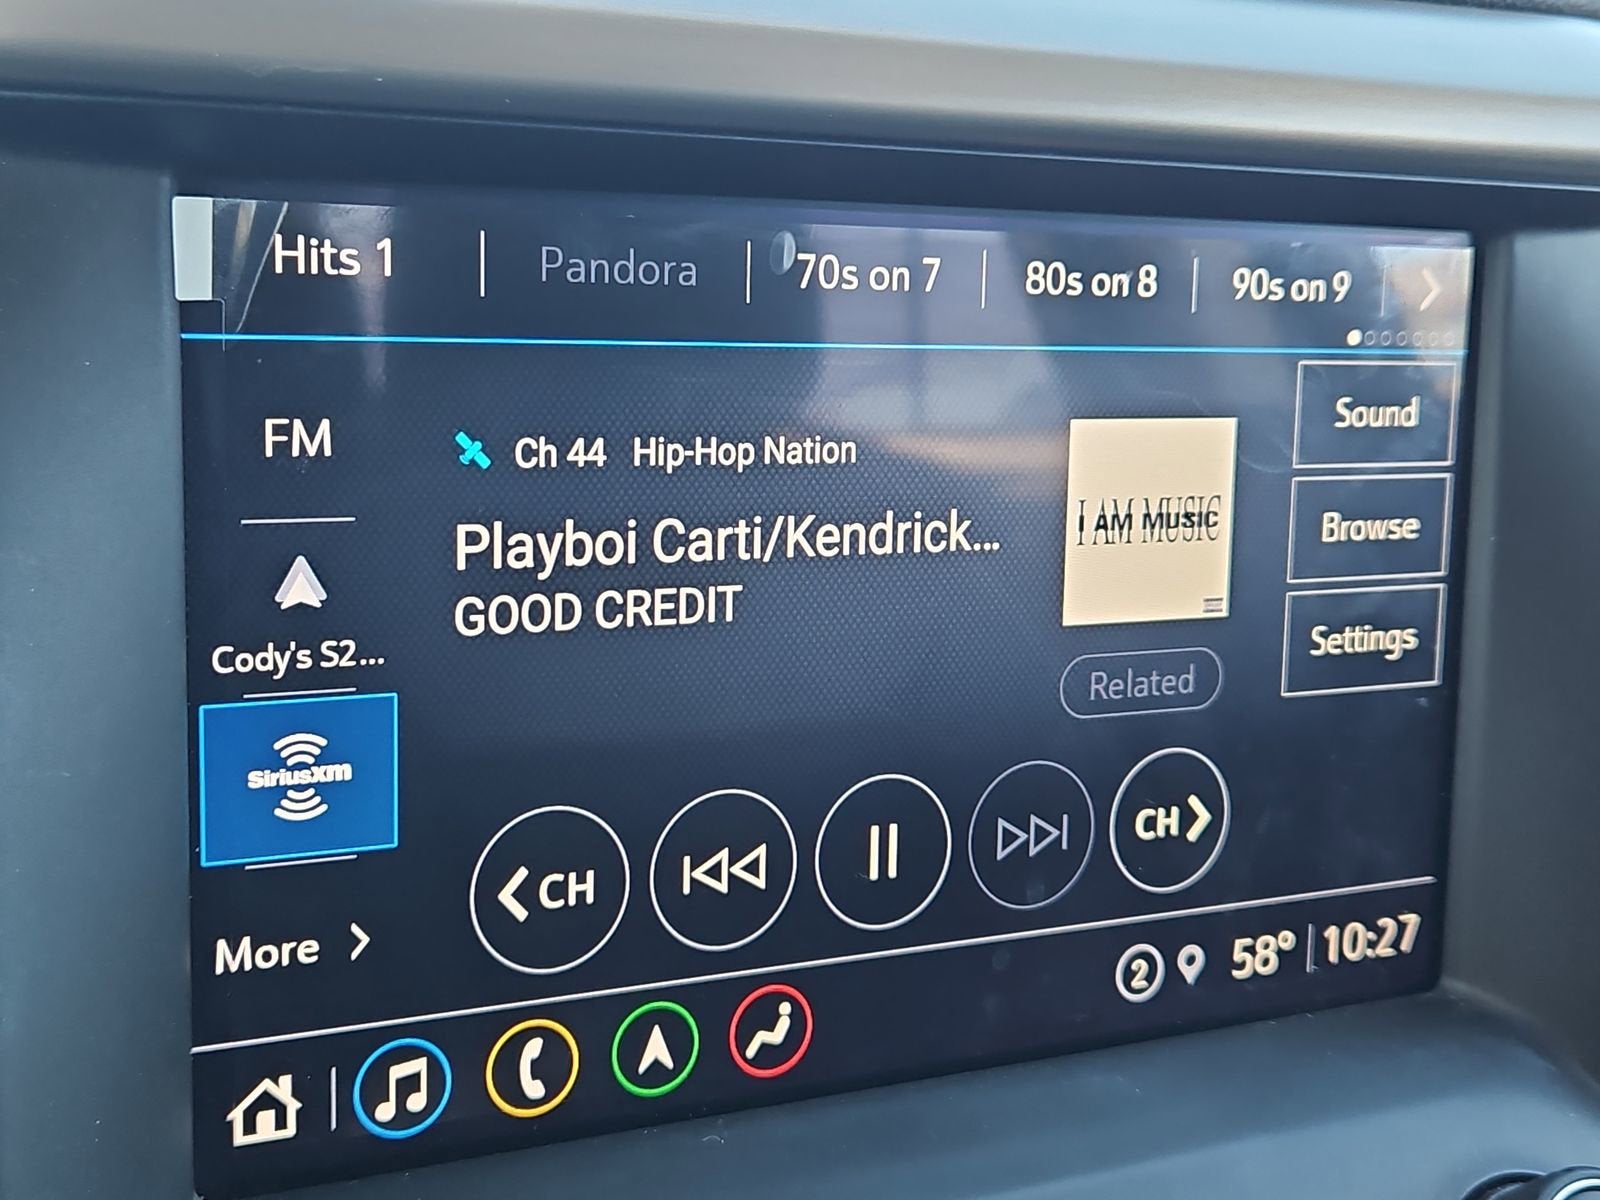 Hits 1 | Pandora | 70s on 7 | 80s on 8 | 90s on 9
Sound
FM
Ch 44 Hip-Hop Nation
I AM MUSIC
Playboi Carti/Kendrick...
GOOD CREDIT
Browse
Cody's S2...
Settings
Related
SiriusXm
CH
CH
More
2 58° 10:27